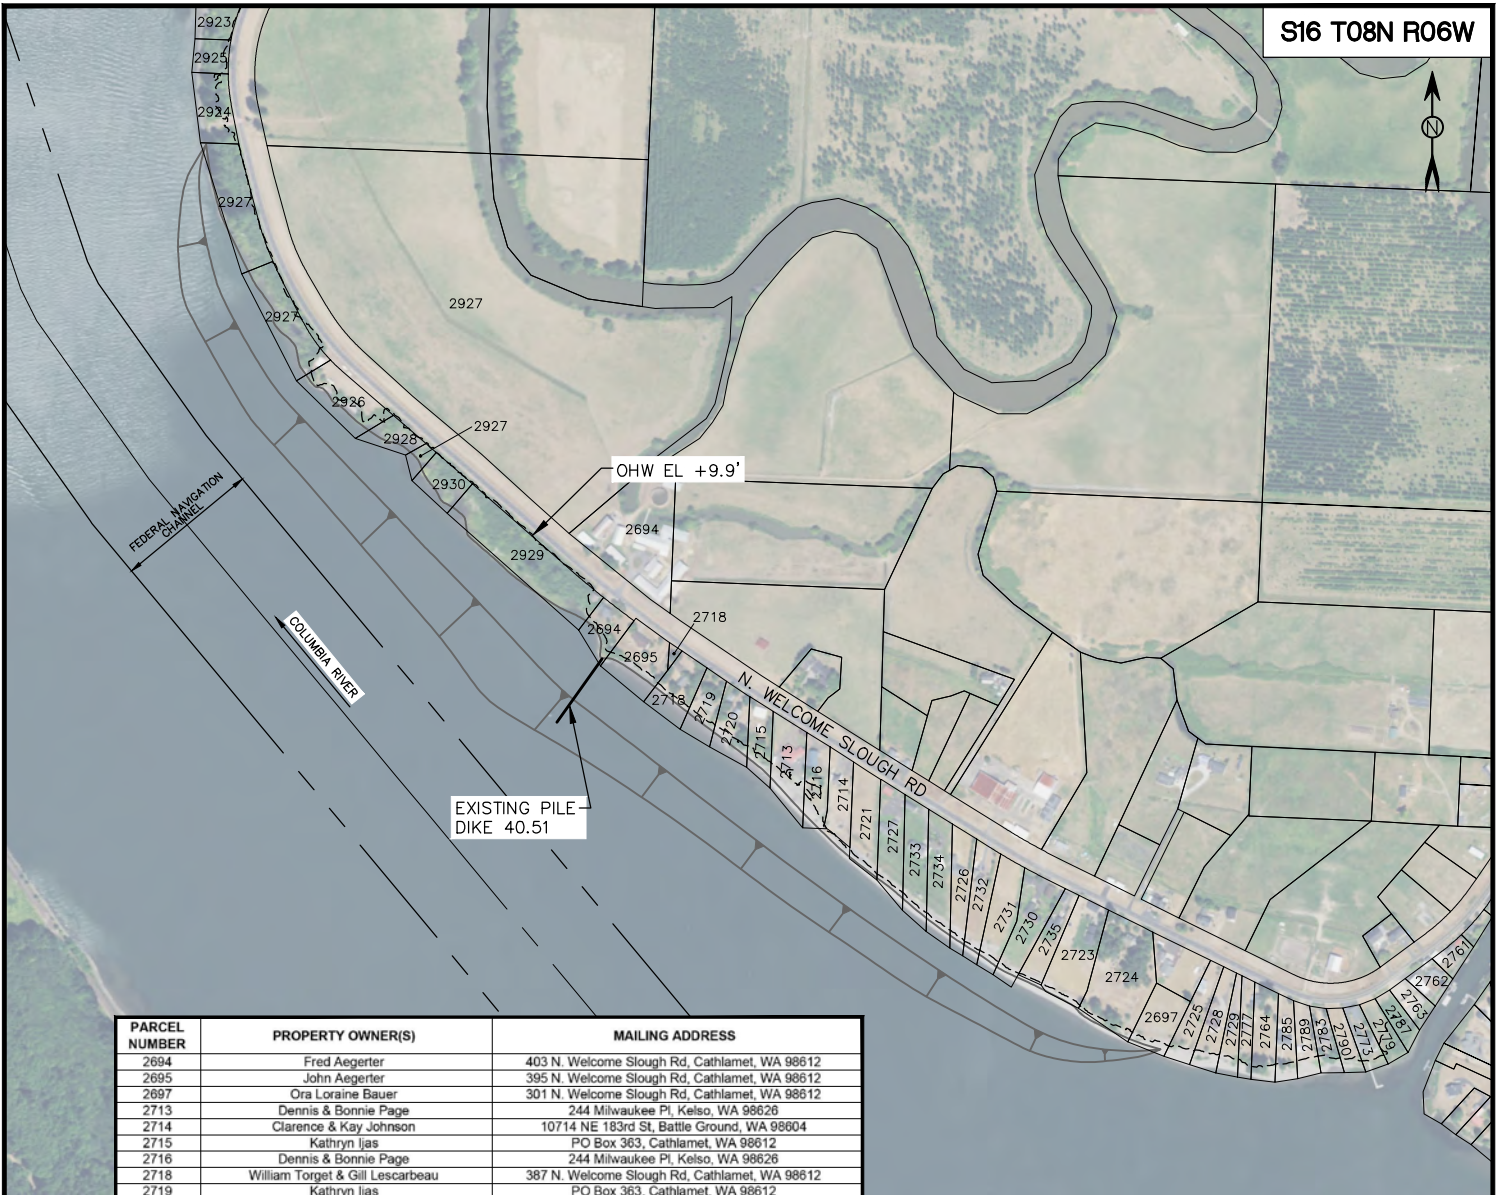 S16 T08N R06W
N
2923
2925
2924
2927
2927
2927
2926
2928
2927
2930
2929
OHW EL +9.9'
2694
FEDERAL NAVIGATION
CHANNEL
COLUMBIA RIVER
2694
2695
2718
2718
2719
2720
2715
2713
2716
2714
2721
2727
2733
2734
2726
2732
2731
2730
2735
2723
2724
2697
2725
2728
2729
2777
2764
2785
2789
2783
2760
2773
2779
2787
2763
2762
2761
N. WELCOME SLOUGH RD
EXISTING PILE
DIKE 40.51
PARCEL NUMBER PROPERTY OWNER(S) MAILING ADDRESS
2694 Fred Aegerter 403 N. Welcome Slough Rd, Cathlamet, WA 98612
2695 John Aegerter 395 N. Welcome Slough Rd, Cathlamet, WA 98612
2697 Ora Loraine Bauer 301 N. Welcome Slough Rd, Cathlamet, WA 98612
2713 Dennis & Bonnie Page 244 Milwaukee Pl, Kelso, WA 98626
2714 Clarence & Kay Johnson 10714 NE 183rd St, Battle Ground, WA 98604
2715 Kathryn Ijas PO Box 363, Cathlamet, WA 98612
2716 Dennis & Bonnie Page 244 Milwaukee Pl, Kelso, WA 98626
2718 William Torget & Gill Lescarbeau 387 N. Welcome Slough Rd, Cathlamet, WA 98612
2719 Kathryn Ijas PO Box 363, Cathlamet, WA 98612